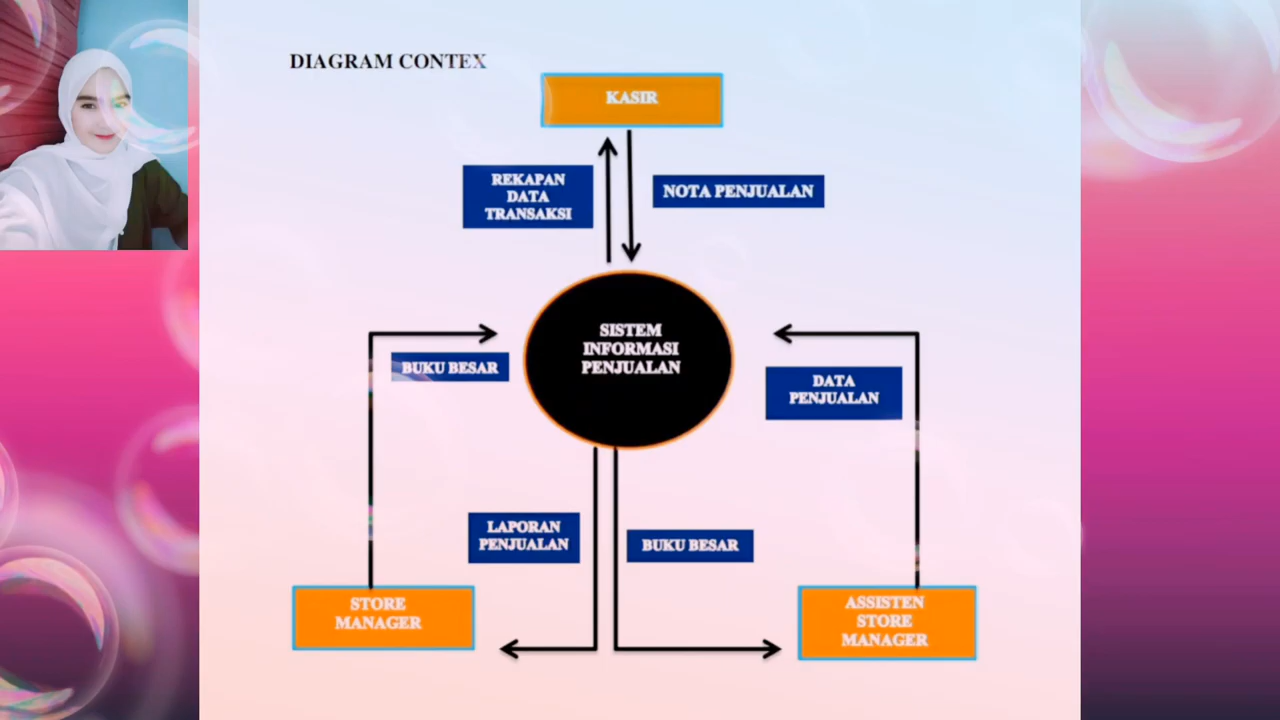 DIAGRAM CONTEX
KASIR
REKAPAN
DATA
TRANSAKSI
NOTA PENJUALAN
SISTEM
INFORMASI
PENJUALAN
BUKU BESAR
DATA
PENJUALAN
LAPORAN
PENJUALAN
BUKU BESAR
STORE
MANAGER
ASSISTEN
STORE
MANAGER